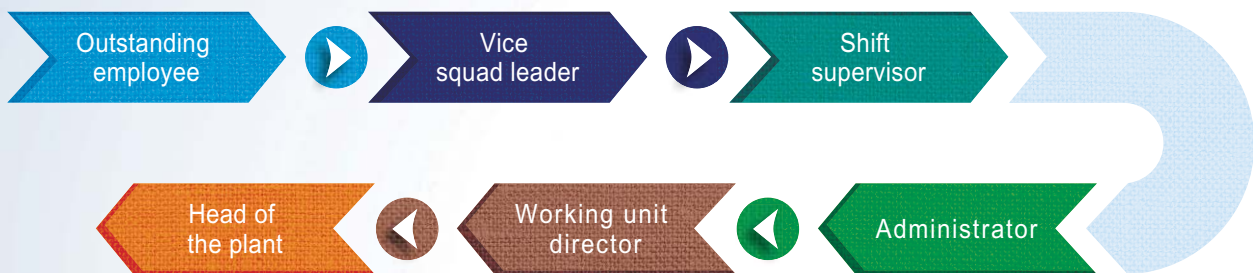 Outstanding
employee
Vice
squad leader
Shift
supervisor
Administrator
Working unit
director
Head of
the plant